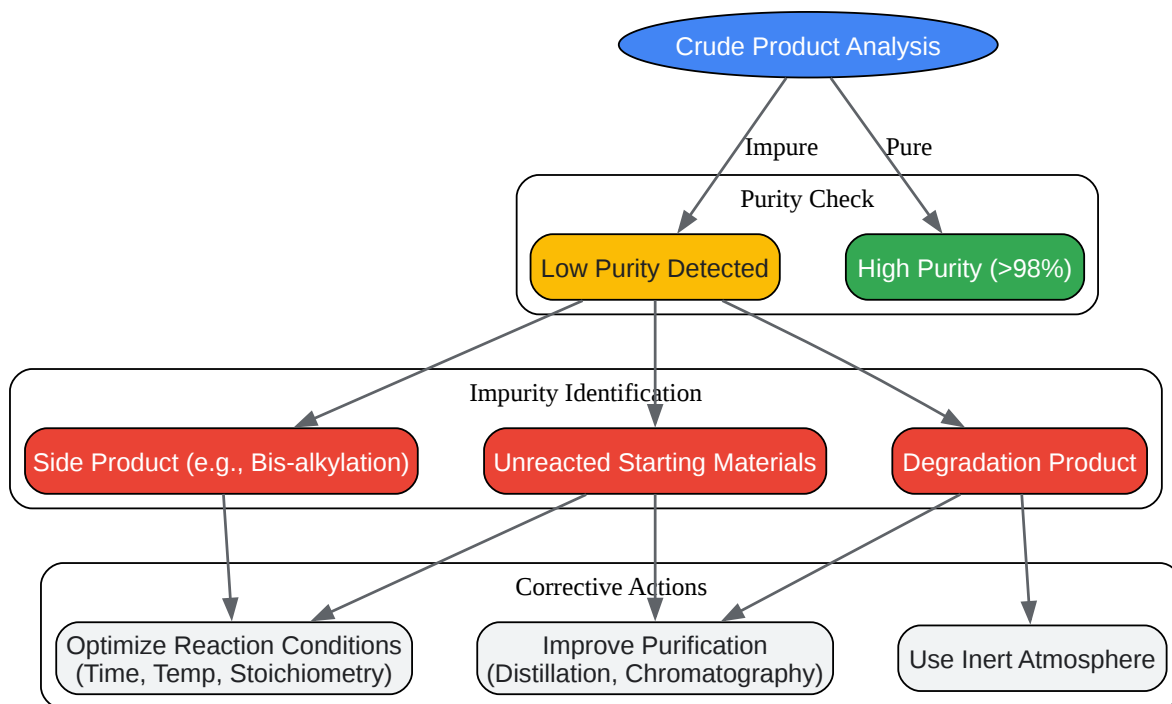 Crude Product Analysis
Impure
Pure
Purity Check
Low Purity Detected
High Purity (>98%)
Impurity Identification
Side Product (e.g., Bis-alkylation)
Unreacted Starting Materials
Degradation Product
Corrective Actions
Optimize Reaction Conditions
(Time, Temp, Stoichiometry)
Improve Purification
(Distillation, Chromatography)
Use Inert Atmosphere